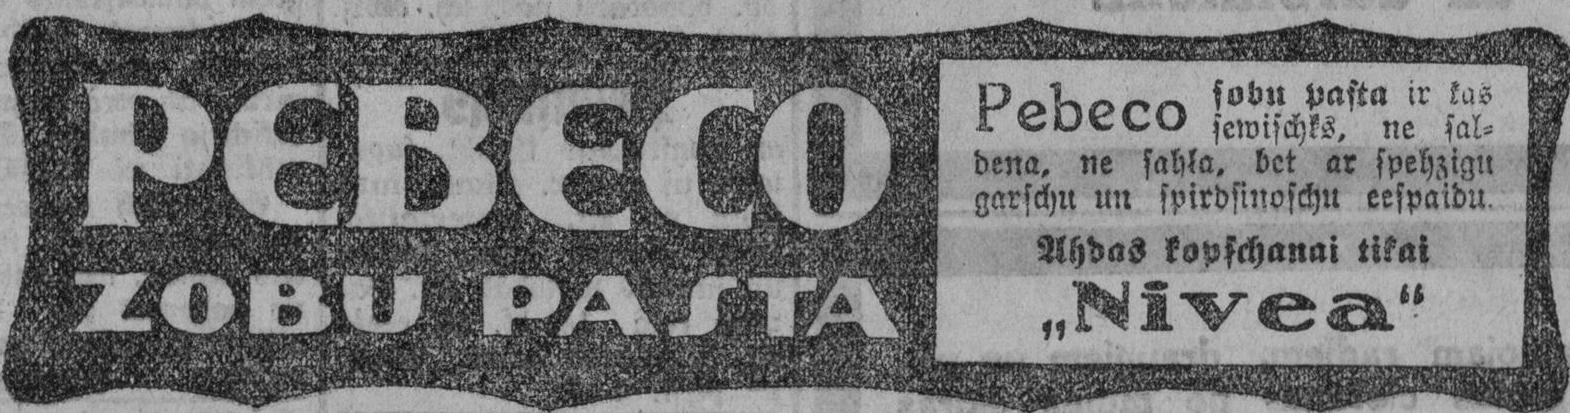 PEBECO
ZOBU PASTA
Pebeco ſobu paſta ir kas
ſewiſchks, ne ſal=
dena, ne ſahla, bet ar ſpehzigu
garſchu un ſpirdſinoſchu eeſpaidu.
Ahdas kopſchanai tikai
„Nivea“